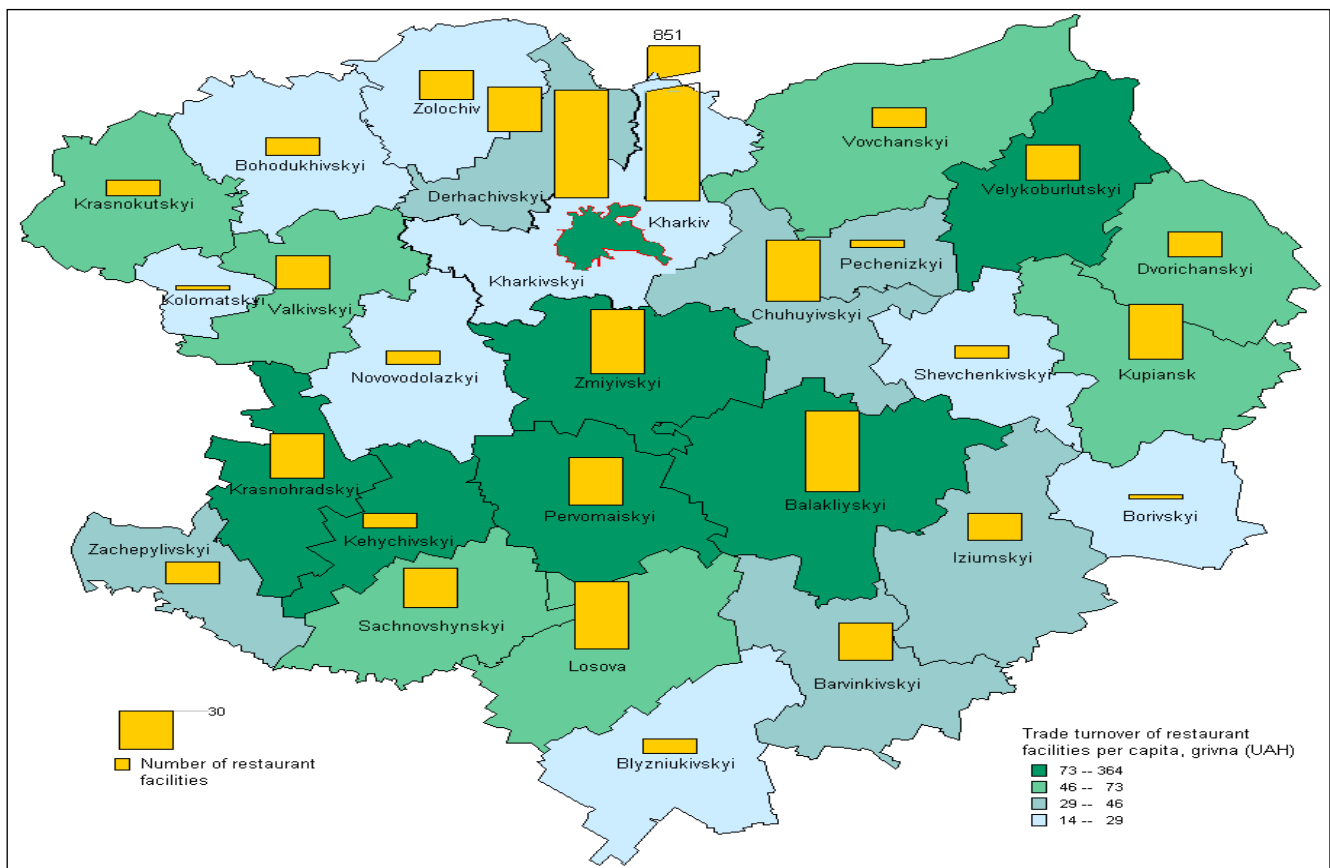 851
Zolochiv
Vovchanskyi
Bohodukhivskyi
Velykoburlutskyi
Derhachivskyi
Krasnokutskyi
Kharkiv
Pechenizkyi
Dvorichanskyi
Kharkivskyi
Kolomatskyi
Valkivskyi
Chuhuyivskyi
Novovodolazkyi
Zmiyivskyi
Shevchenkivskyi
Kupiansk
Krasnohradskyi
Balakliyskyi
Pervomaiskyi
Borivskyi
Kehychivskyi
Zachepylivskyi
Iziumskyi
Sachnovshynskyi
Losova
Barvinkivskyi
Blyzniukivskyi
30
Number of restaurant
facilities
Trade turnover of restaurant
facilities per capita, grivna (UAH)
73 -- 364
46 -- 73
29 -- 46
14 -- 29